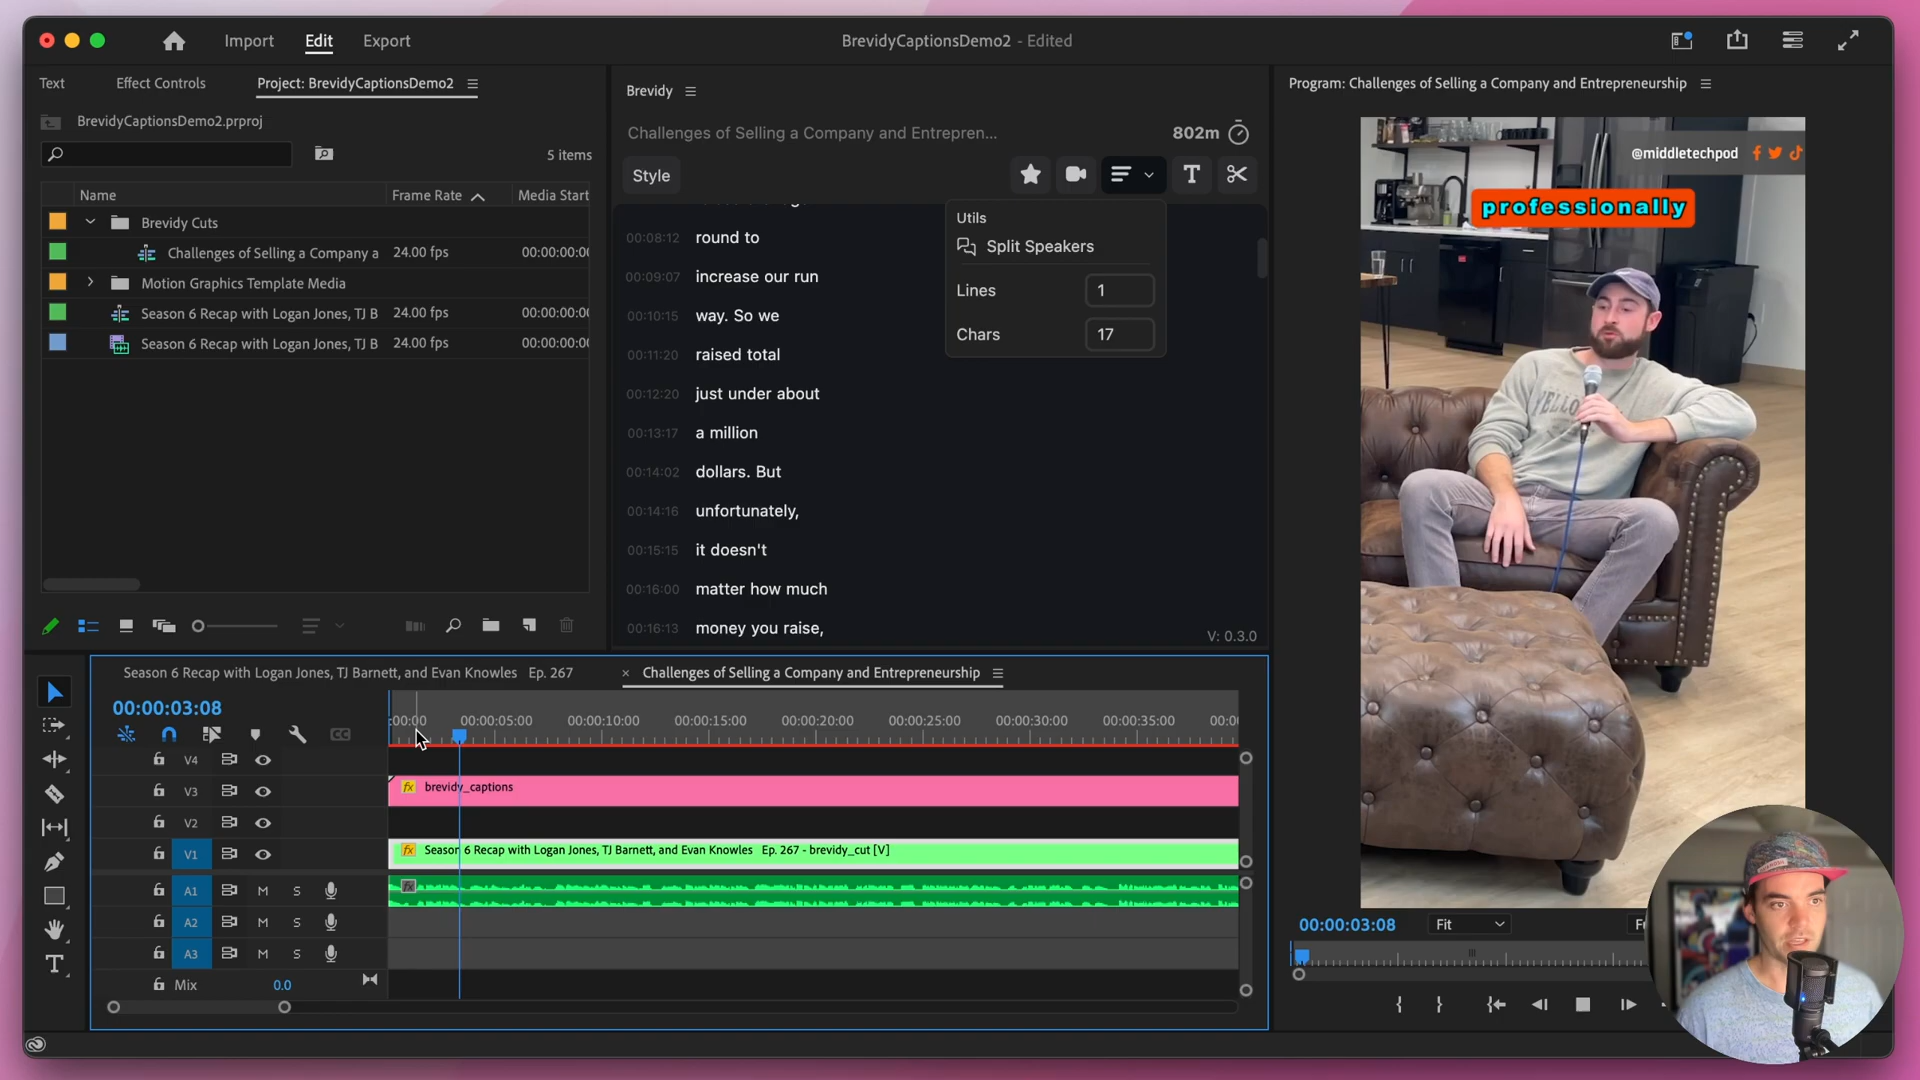 Import
Edit
Export
BrevidyCaptionsDemo2 - Edited
Text
Effect Controls
Project: BrevidyCaptionsDemo2
BrevidyCaptionsDemo2.prproj
5 items
Name
Frame Rate
Media Start
Brevidy Cuts
Challenges of Selling a Company a
24.00 fps
00:00:00:00
Motion Graphics Template Media
Season 6 Recap with Logan Jones, TJ B
24.00 fps
00:00:00:00
Season 6 Recap with Logan Jones, TJ B
24.00 fps
00:00:00:00
Brevidy
Challenges of Selling a Company and Entrepren...
802m
Style
T
00:08:12 round to
00:09:07 increase our run
00:10:15 way. So we
00:11:20 raised total
00:12:20 just under about
00:13:17 a million
00:14:02 dollars. But
00:14:16 unfortunately,
00:15:15 it doesn't
00:16:00 matter how much
00:16:13 money you raise,
Utils
Split Speakers
Lines 1
Chars 17
V: 0.3.0
Program: Challenges of Selling a Company and Entrepreneurship
@middletechpod
professionally
00:00:03:08
Fit
Season 6 Recap with Logan Jones, TJ Barnett, and Evan Knowles Ep. 267
Challenges of Selling a Company and Entrepreneurship
00:00:03:08
:00:00 00:00:05:00 00:00:10:00 00:00:15:00 00:00:20:00 00:00:25:00 00:00:30:00 00:00:35:00 00:0
CC
V4
V3
brevidy_captions
V2
V1
Season 6 Recap with Logan Jones, TJ Barnett, and Evan Knowles Ep. 267 - brevidy_cut [V]
A1 M S
A2 M S
A3 M S
Mix 0.0